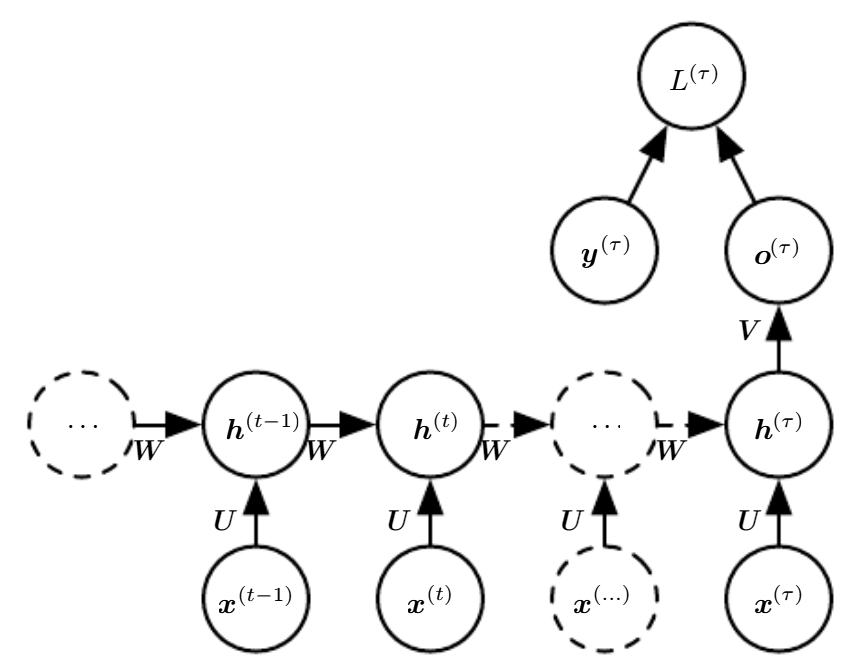 L^(τ)
y^(τ) o^(τ)
V
... h^(t−1) h^(t) ... h^(τ)
W W W W
U U U U
x^(t−1) x^(t) x^(...) x^(τ)